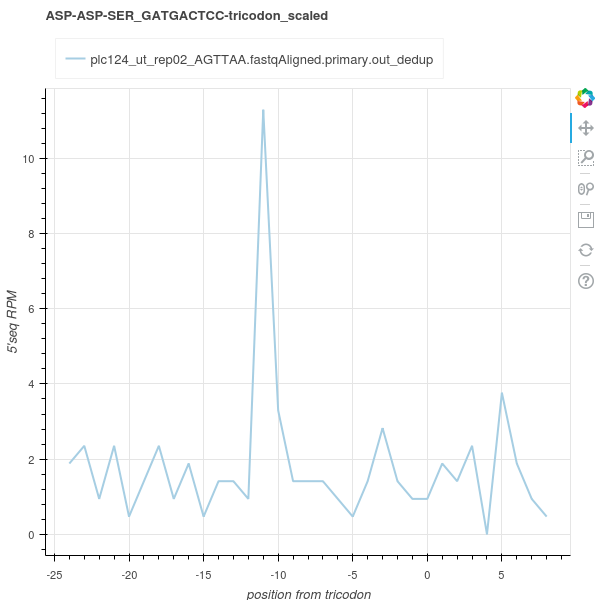 ASP-ASP-SER_GATGACTCC-tricodon_scaled
plc124_ut_rep02_AGTTAA.fastqAligned.primary.out_dedup
10
8
6
4
2
0
5'seq RPM
-25 -20 -15 -10 -5 0 5
position from tricodon